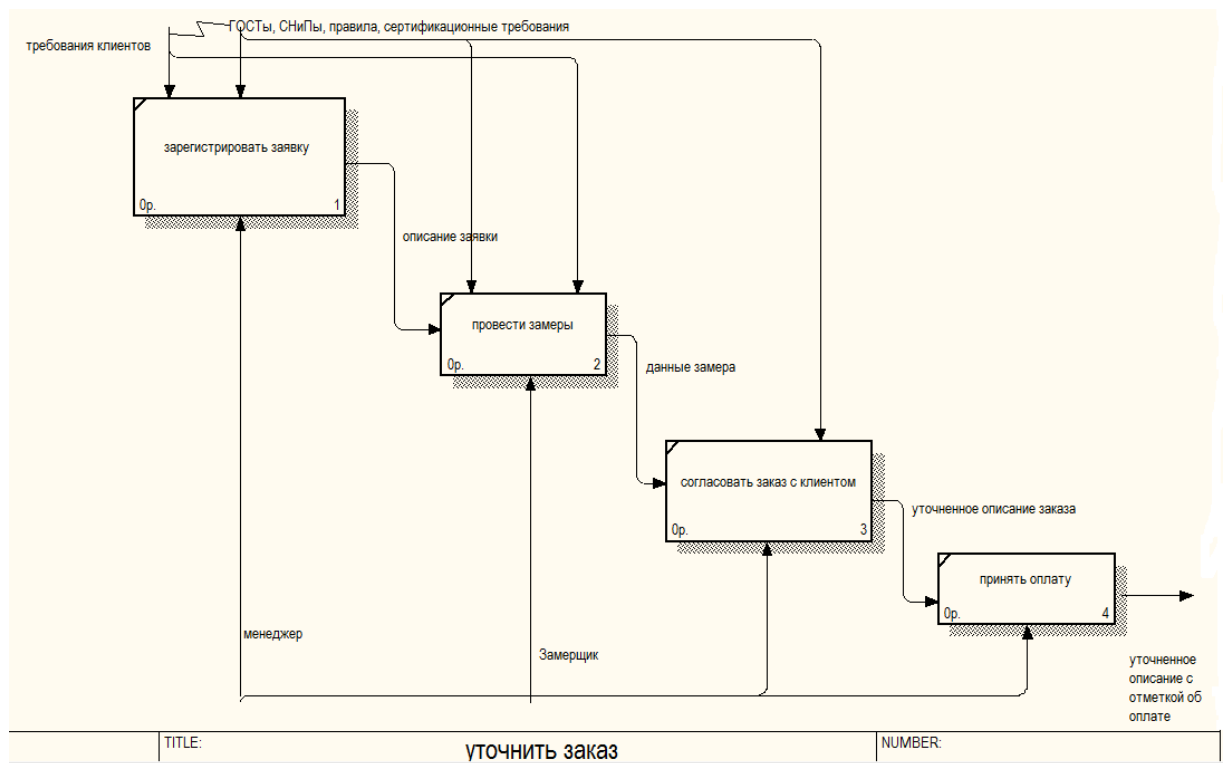 ГОСТы, СНиПы, правила, сертификационные требования
требования клиентов
зарегистрировать заявку
0р.
1
описание заявки
провести замеры
0р.
2
данные замера
согласовать заказ с клиентом
0р.
3
уточненное описание заказа
принять оплату
0р.
4
менеджер
Замерщик
уточненное
описание с
отметкой об
оплате
TITLE:
уточнить заказ
NUMBER: